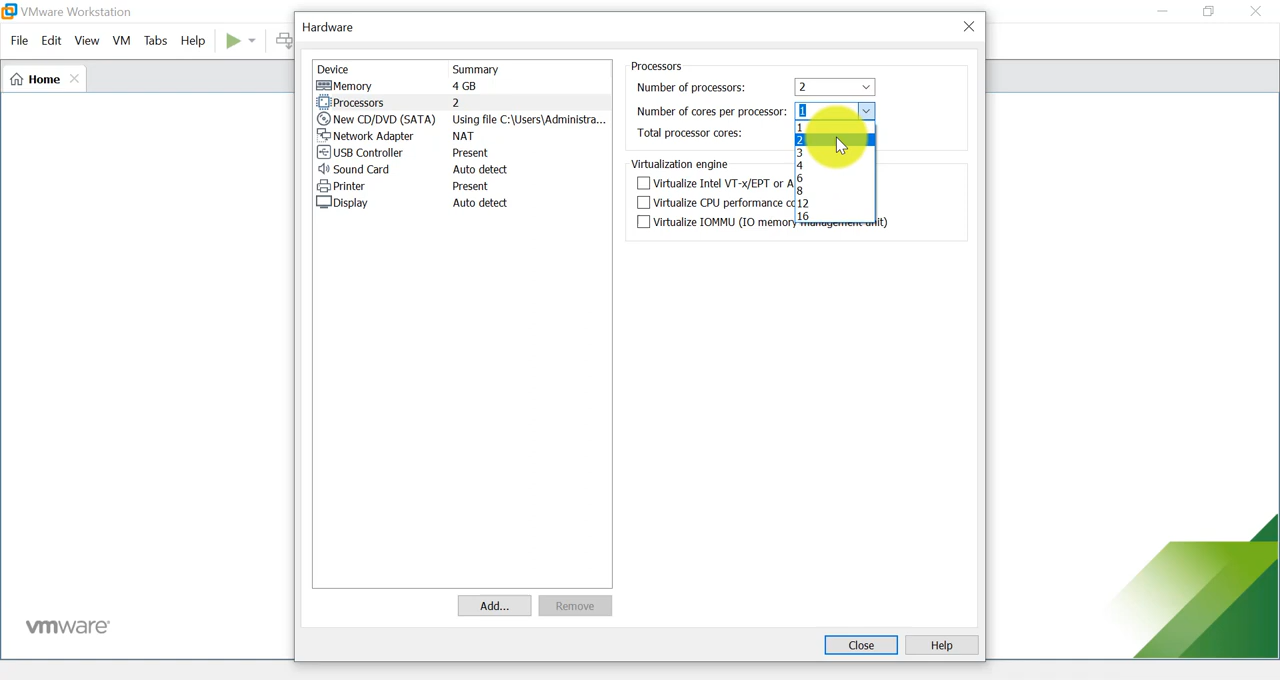 VMware Workstation
File Edit View VM Tabs Help
Home
Hardware
Device Summary
Memory 4 GB
Processors 2
New CD/DVD (SATA) Using file C:\Users\Administra...
Network Adapter NAT
USB Controller Present
Sound Card Auto detect
Printer Present
Display Auto detect
Add... Remove
Processors
Number of processors: 2
Number of cores per processor: 1
Total processor cores:
1
2
3
4
6
8
12
16
Virtualization engine
Virtualize Intel VT-x/EPT or A
Virtualize CPU performance co
Virtualize IOMMU (IO memory management unit)
Close Help
vmware